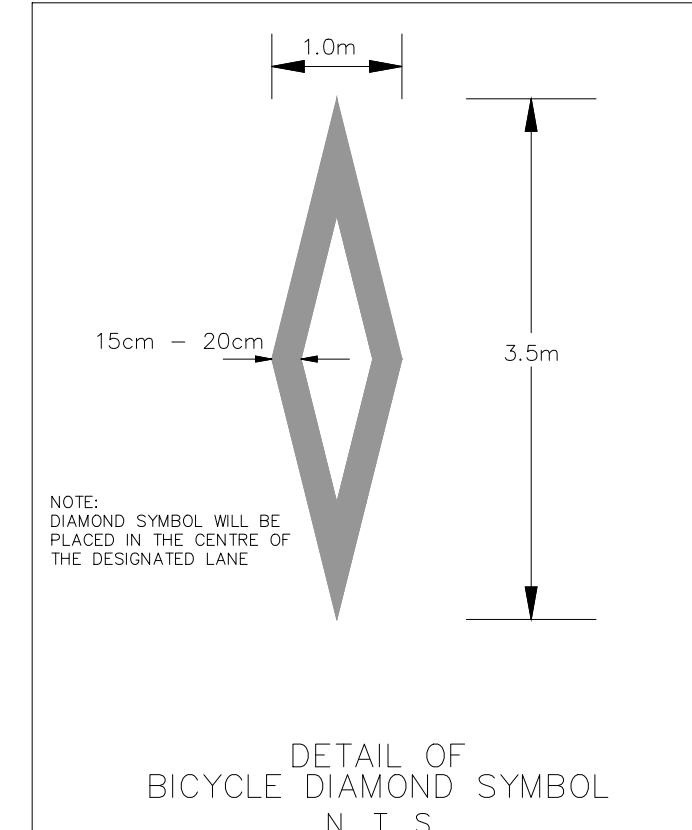 1.0m
15cm - 20cm
3.5m
NOTE:
DIAMOND SYMBOL WILL BE
PLACED IN THE CENTRE OF
THE DESIGNATED LANE
DETAIL OF
BICYCLE DIAMOND SYMBOL
N T S